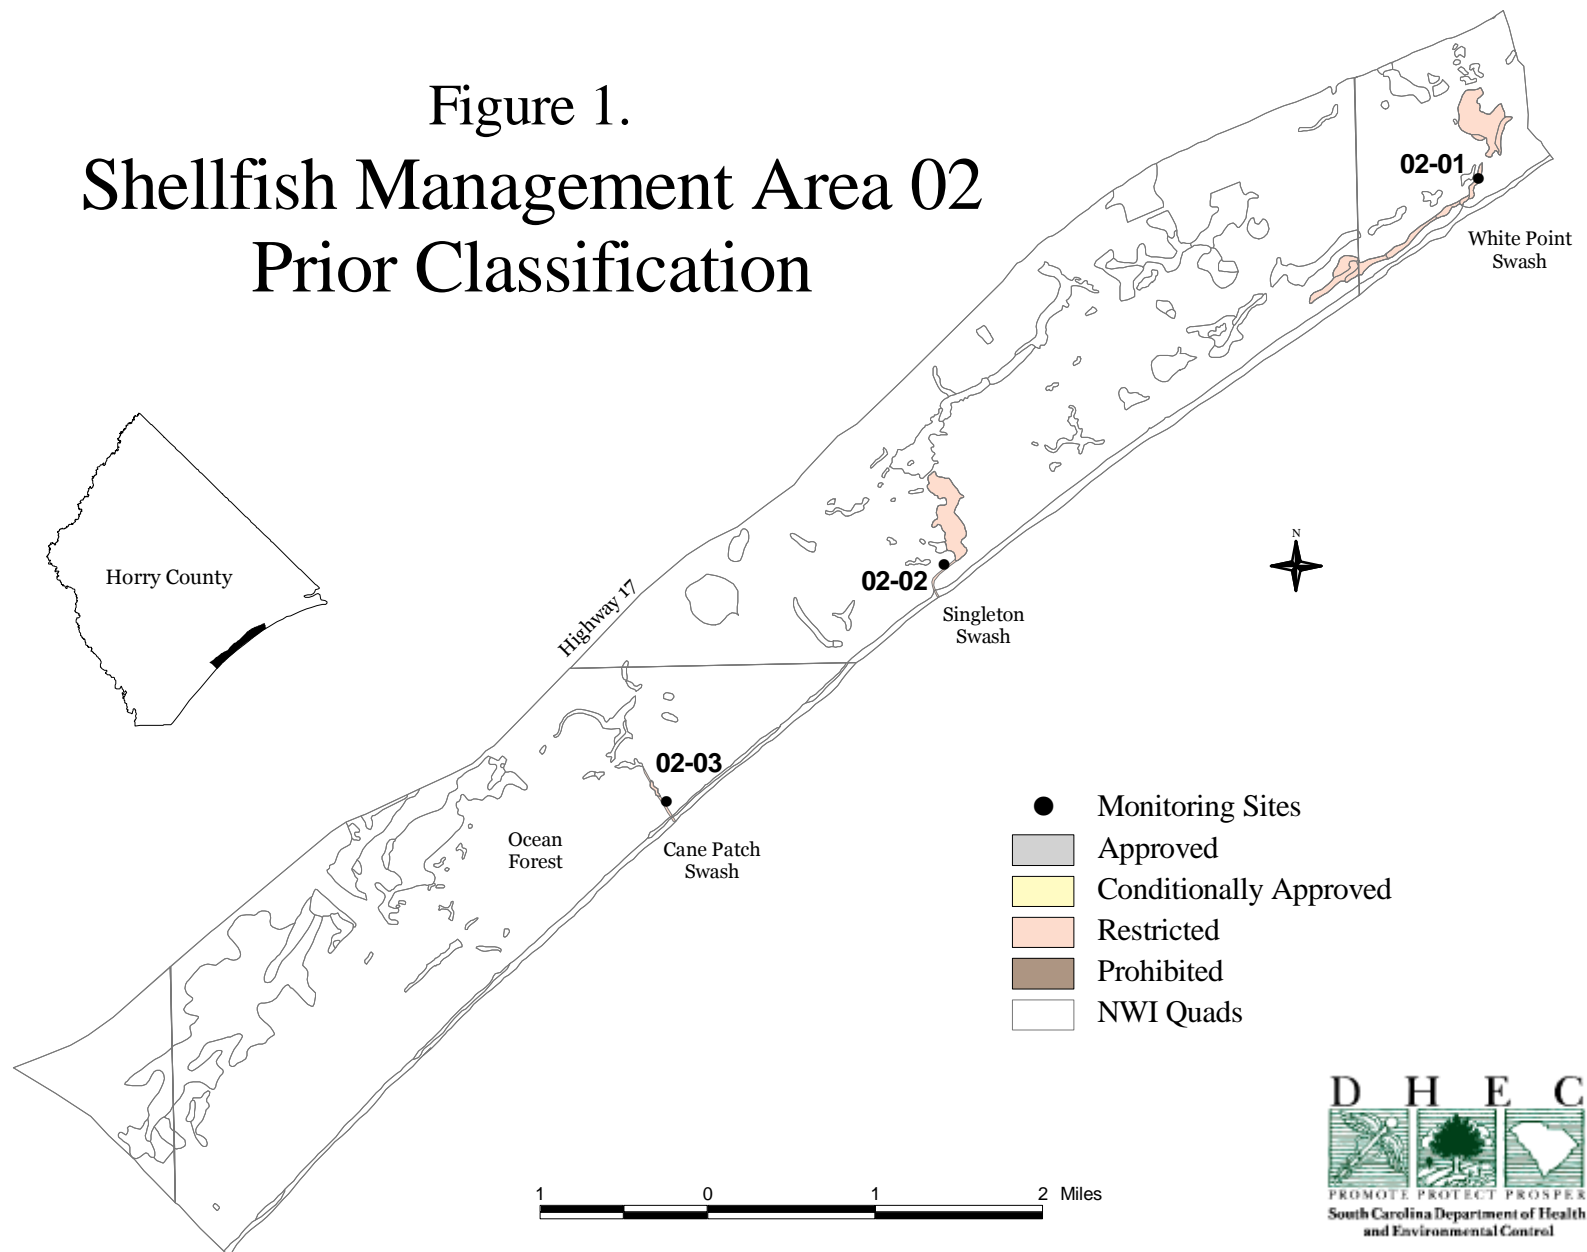 Figure 1.
Shellfish Management Area 02
Prior Classification
02-01
White Point
Swash
Horry County
N
02-02
Singleton
Swash
Highway 17
02-03
Cane Patch
Swash
Ocean
Forest
Monitoring Sites
Approved
Conditionally Approved
Restricted
Prohibited
NWI Quads
1 0 1 2 Miles
D H E C
PROMOTE PROTECT PROSPER
South Carolina Department of Health
and Environmental Control